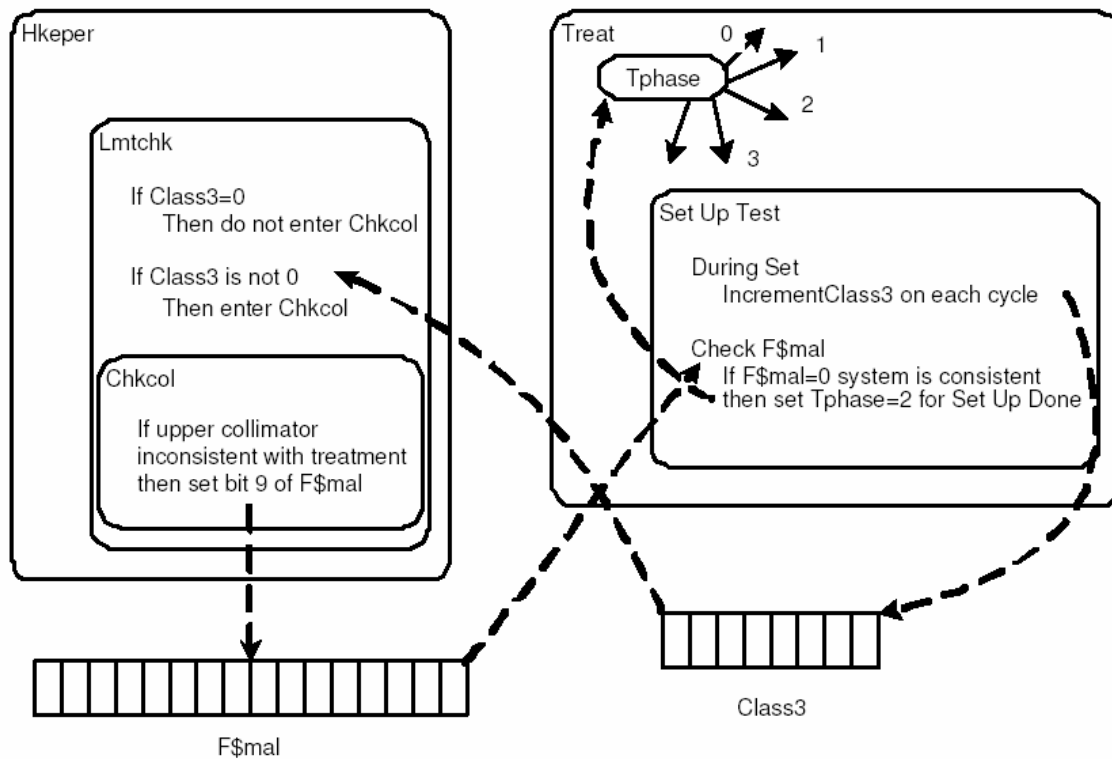 Hkeper
Lmtchk
If Class3=0
Then do not enter Chkcol
If Class3 is not 0
Then enter Chkcol
Chkcol
If upper collimator
inconsistent with treatment
then set bit 9 of F$mal
F$mal
Treat
Tphase
0
1
2
3
Set Up Test
During Set
IncrementClass3 on each cycle
Check F$mal
If F$mal=0 system is consistent
then set Tphase=2 for Set Up Done
Class3